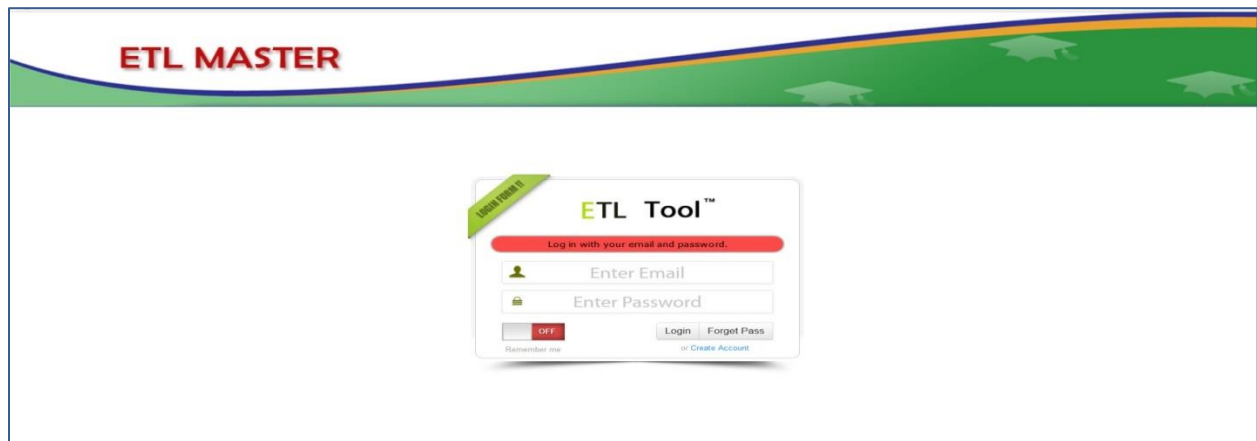 ETL MASTER
LOGIN FORM !!
ETL Tool™
Log in with your email and password.
Enter Email
Enter Password
OFF
Login Forget Pass
Remember me
or Create Account